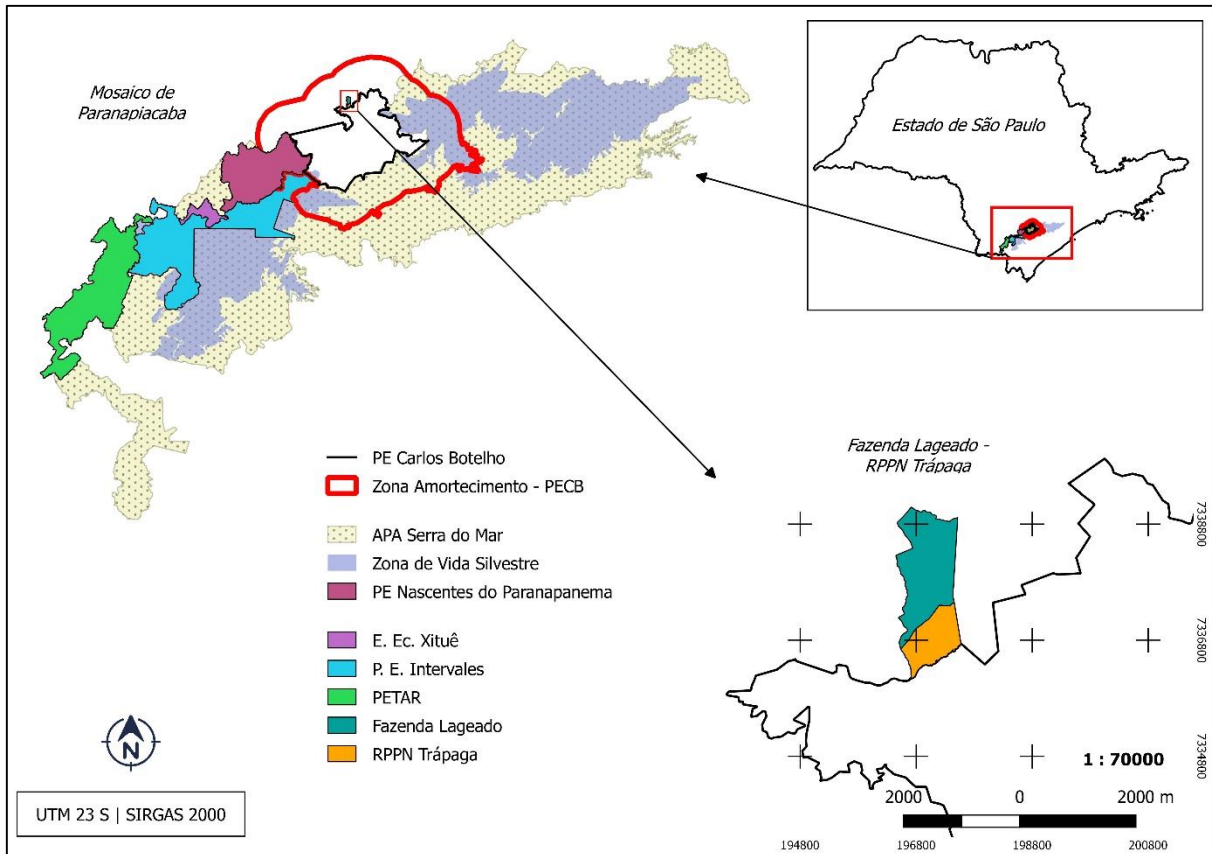 Mosaico de
Paranapiacaba
Estado de São Paulo
PE Carlos Botelho
Zona Amortecimento - PECB
APA Serra do Mar
Zona de Vida Silvestre
PE Nascentes do Paranapanema
E. Ec. Xituê
P. E. Intervales
PETAR
Fazenda Lageado
RPPN Trápaga
N
UTM 23 S | SIRGAS 2000
Fazenda Lageado -
RPPN Trápaga
7338800
7336800
7334800
1 : 70000
2000 0 2000 m
194800 196800 198800 200800